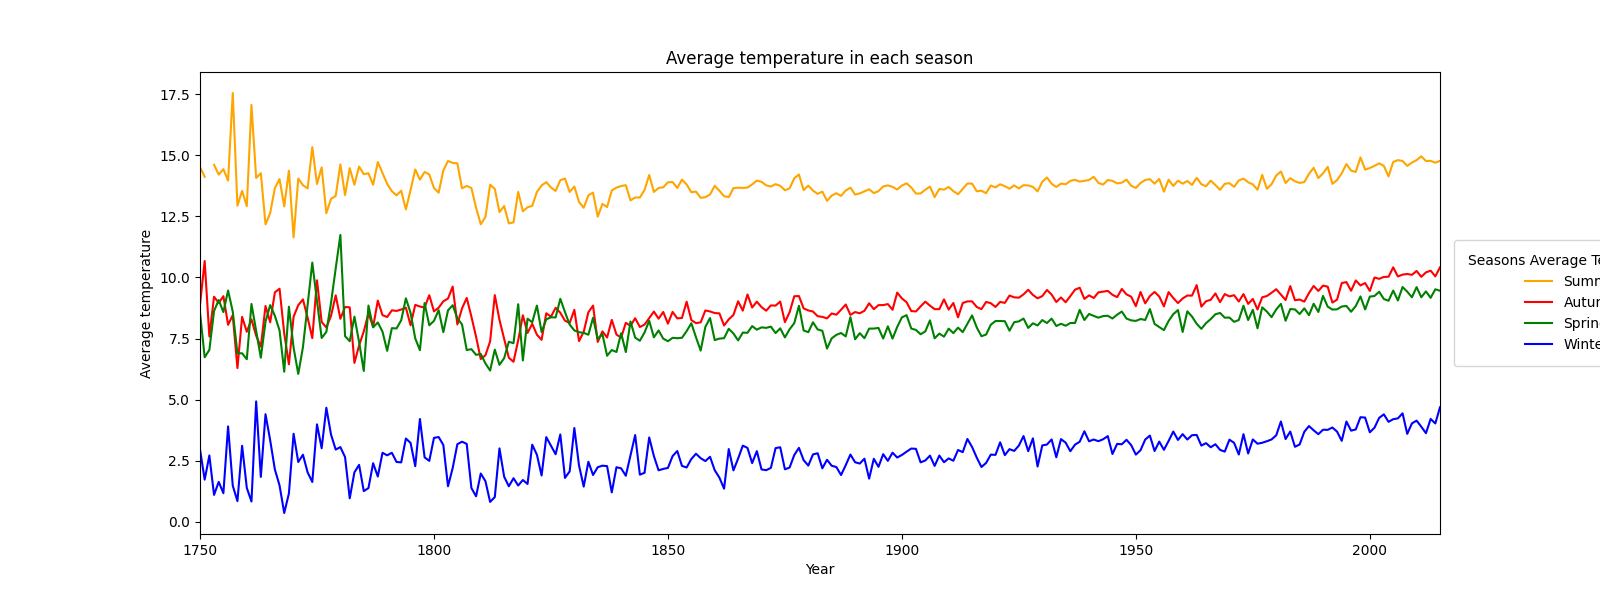 Average temperature in each season
17.5
15.0
12.5
10.0
7.5
5.0
2.5
0.0
Average temperature
1750
1800
1850
1900
1950
2000
Year
Seasons Average Te
Summ
Autur
Sprin
Winte